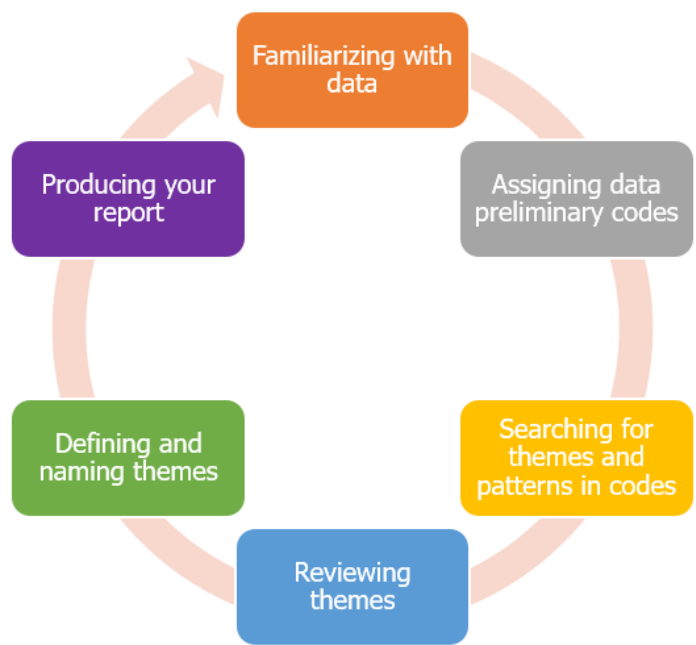 Familiarizing with
data
Assigning data
preliminary codes
Searching for
themes and
patterns in codes
Reviewing
themes
Defining and
naming themes
Producing your
report